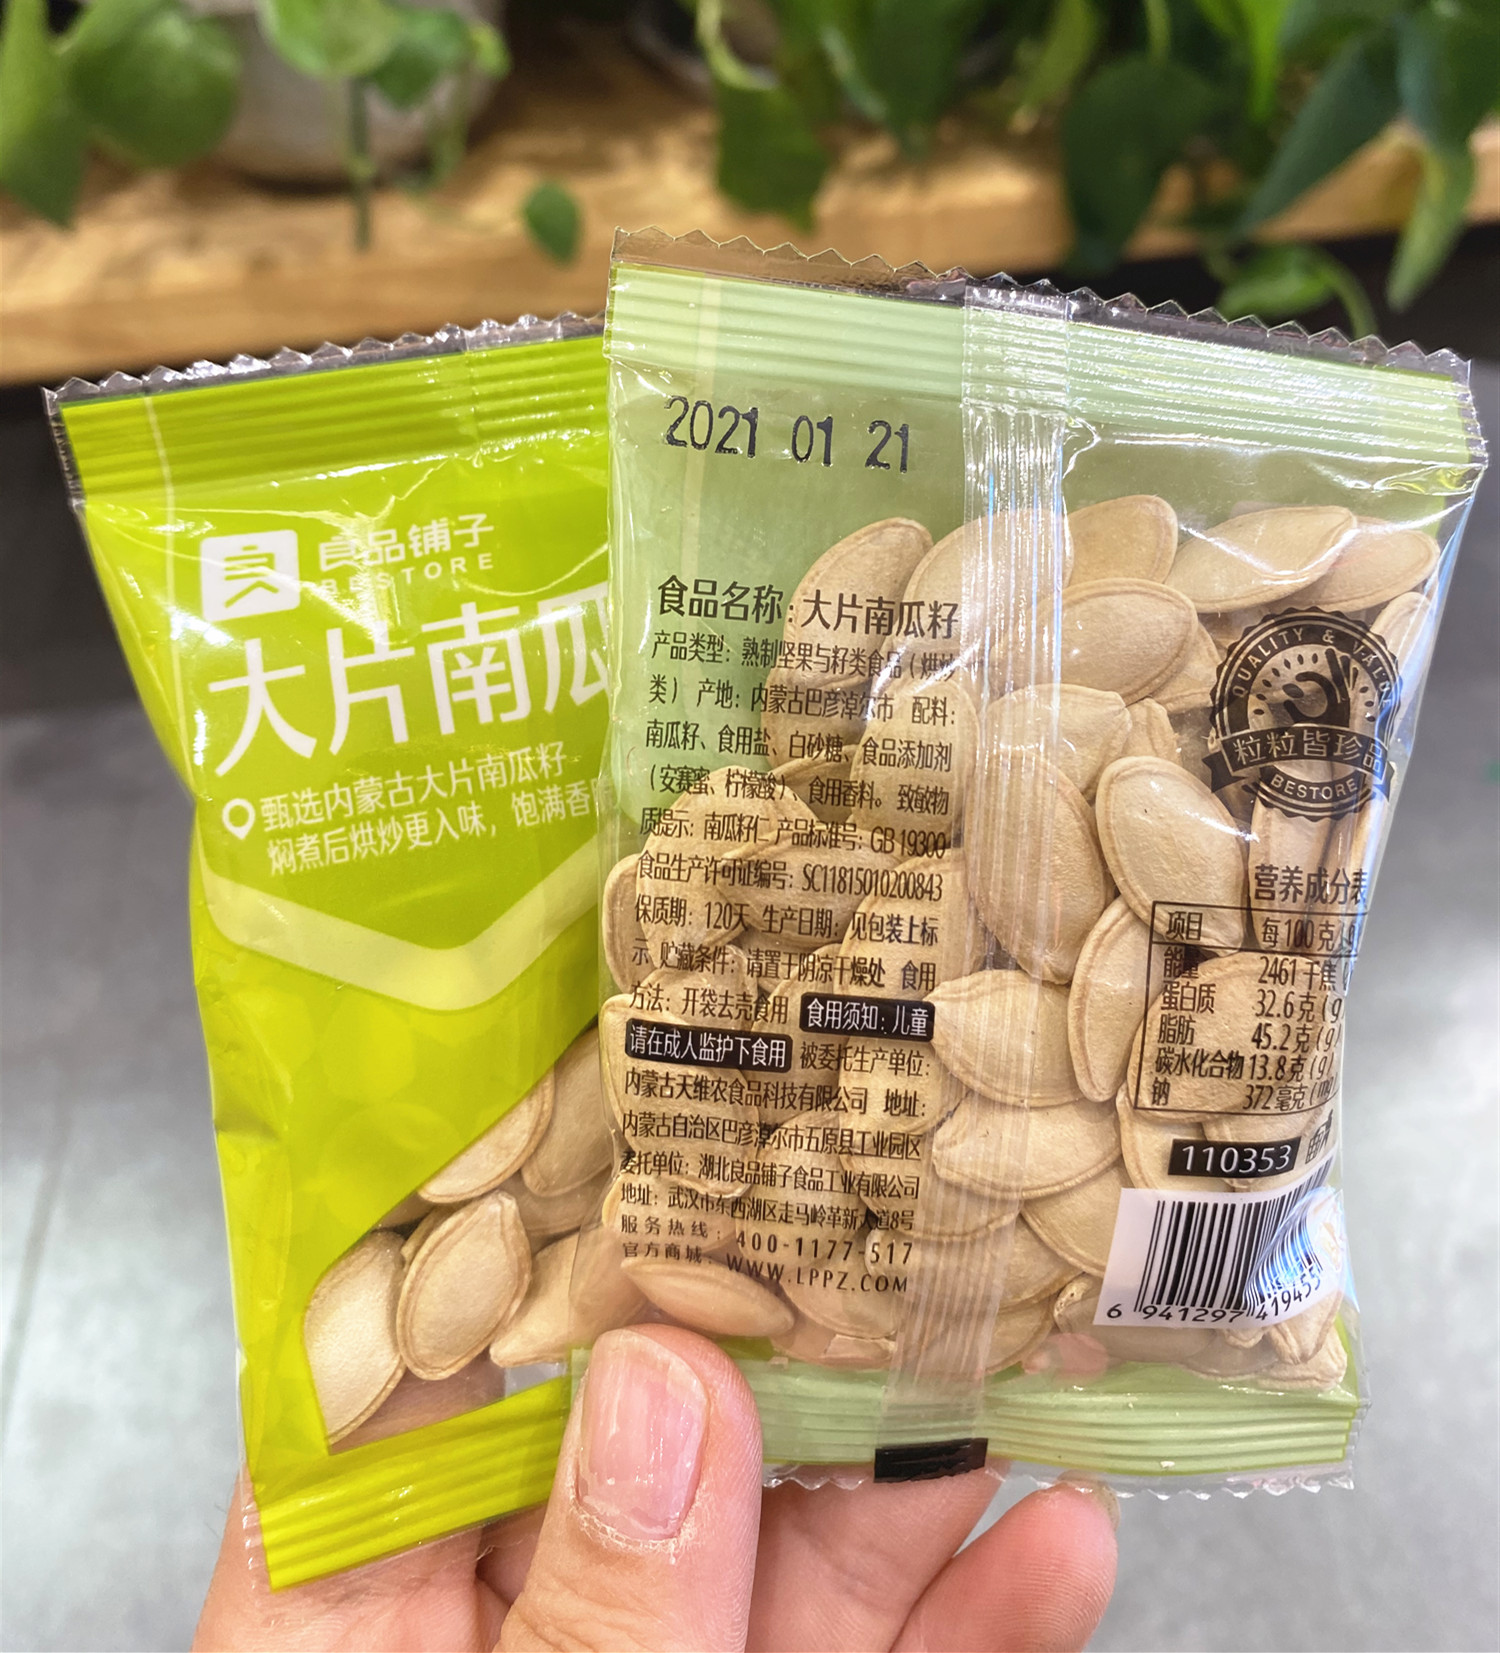 良品铺子
BESTORE
大片南瓜
甄选内蒙古大片南瓜籽
焖煮后烘炒更入味，饱满香
2021 01 21
食品名称：大片南瓜籽
产品类型：熟制坚果与籽类食品（烘炒
类） 产地：内蒙古巴彦淖尔市 配料：
南瓜籽、食用盐、白砂糖、食品添加剂
（安赛蜜、柠檬酸）、食用香料。 致敏物
质提示：南瓜籽仁 产品标准号：GB 19300
食品生产许可证编号：SC11815010200843
保质期：120天 生产日期：见包装上标
示 贮藏条件：请置于阴凉干燥处 食用
方法：开袋去壳食用 食用须知：儿童
请在成人监护下食用 被委托生产单位：
内蒙古天维农食品科技有限公司 地址：
内蒙古自治区巴彦淖尔市五原县工业园区
委托单位：湖北良品铺子食品工业有限公司
地址：武汉市东西湖区走马岭革新大道8号
服务热线：400-1177-517
官方商城：WWW.LPPZ.COM
QUALITY & VALUE
粒粒皆珍品
BESTORE
营养成分表
项目 每100克(g
能量 2461千焦(
蛋白质 32.6克(g)
脂肪 45.2克(g)
碳水化合物 13.8克(g)
钠 372毫克(mg)
110353
6 941297 419455